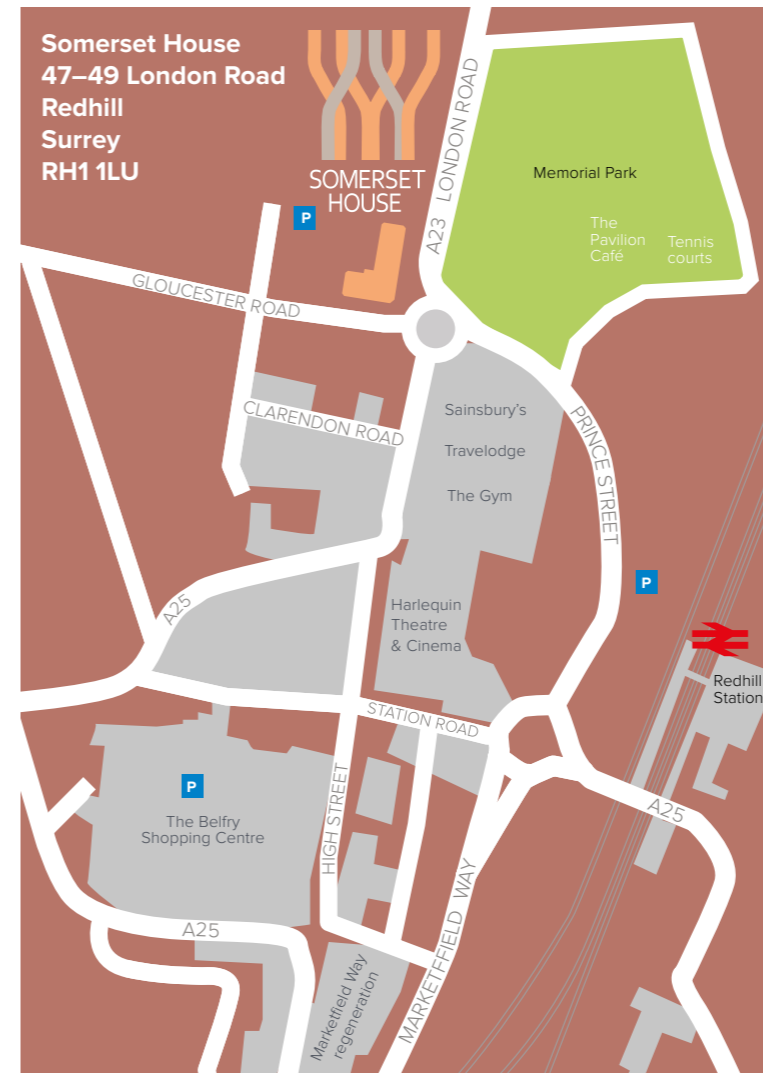 Somerset House
47–49 London Road
Redhill
Surrey
RH1 1LU
SOMERSET
HOUSE
A23 LONDON ROAD
Memorial Park
The
Pavilion
Café
Tennis
courts
P
GLOUCESTER ROAD
CLARENDON ROAD
Sainsbury's
Travelodge
The Gym
PRINCE STREET
P
A25
Harlequin
Theatre
& Cinema
Redhill
Station
STATION ROAD
P
The Belfry
Shopping Centre
HIGH STREET
A25
A25
MARKETFFIELD WAY
Marketfield Way
regeneration